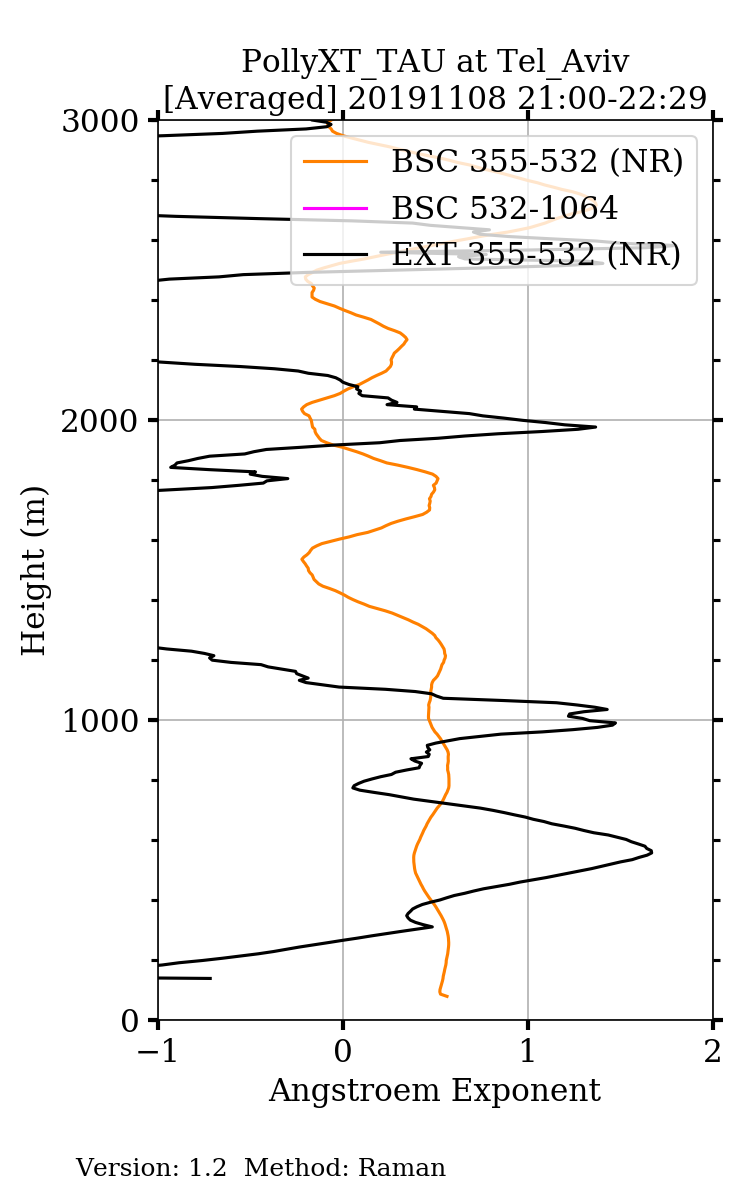 PollyXT_TAU at Tel_Aviv
[Averaged] 20191108 21:00-22:29
3000
2000
1000
0
Height (m)
BSC 355-532 (NR)
BSC 532-1064
EXT 355-532 (NR)
−1 0 1 2
Angstroem Exponent
Version: 1.2 Method: Raman